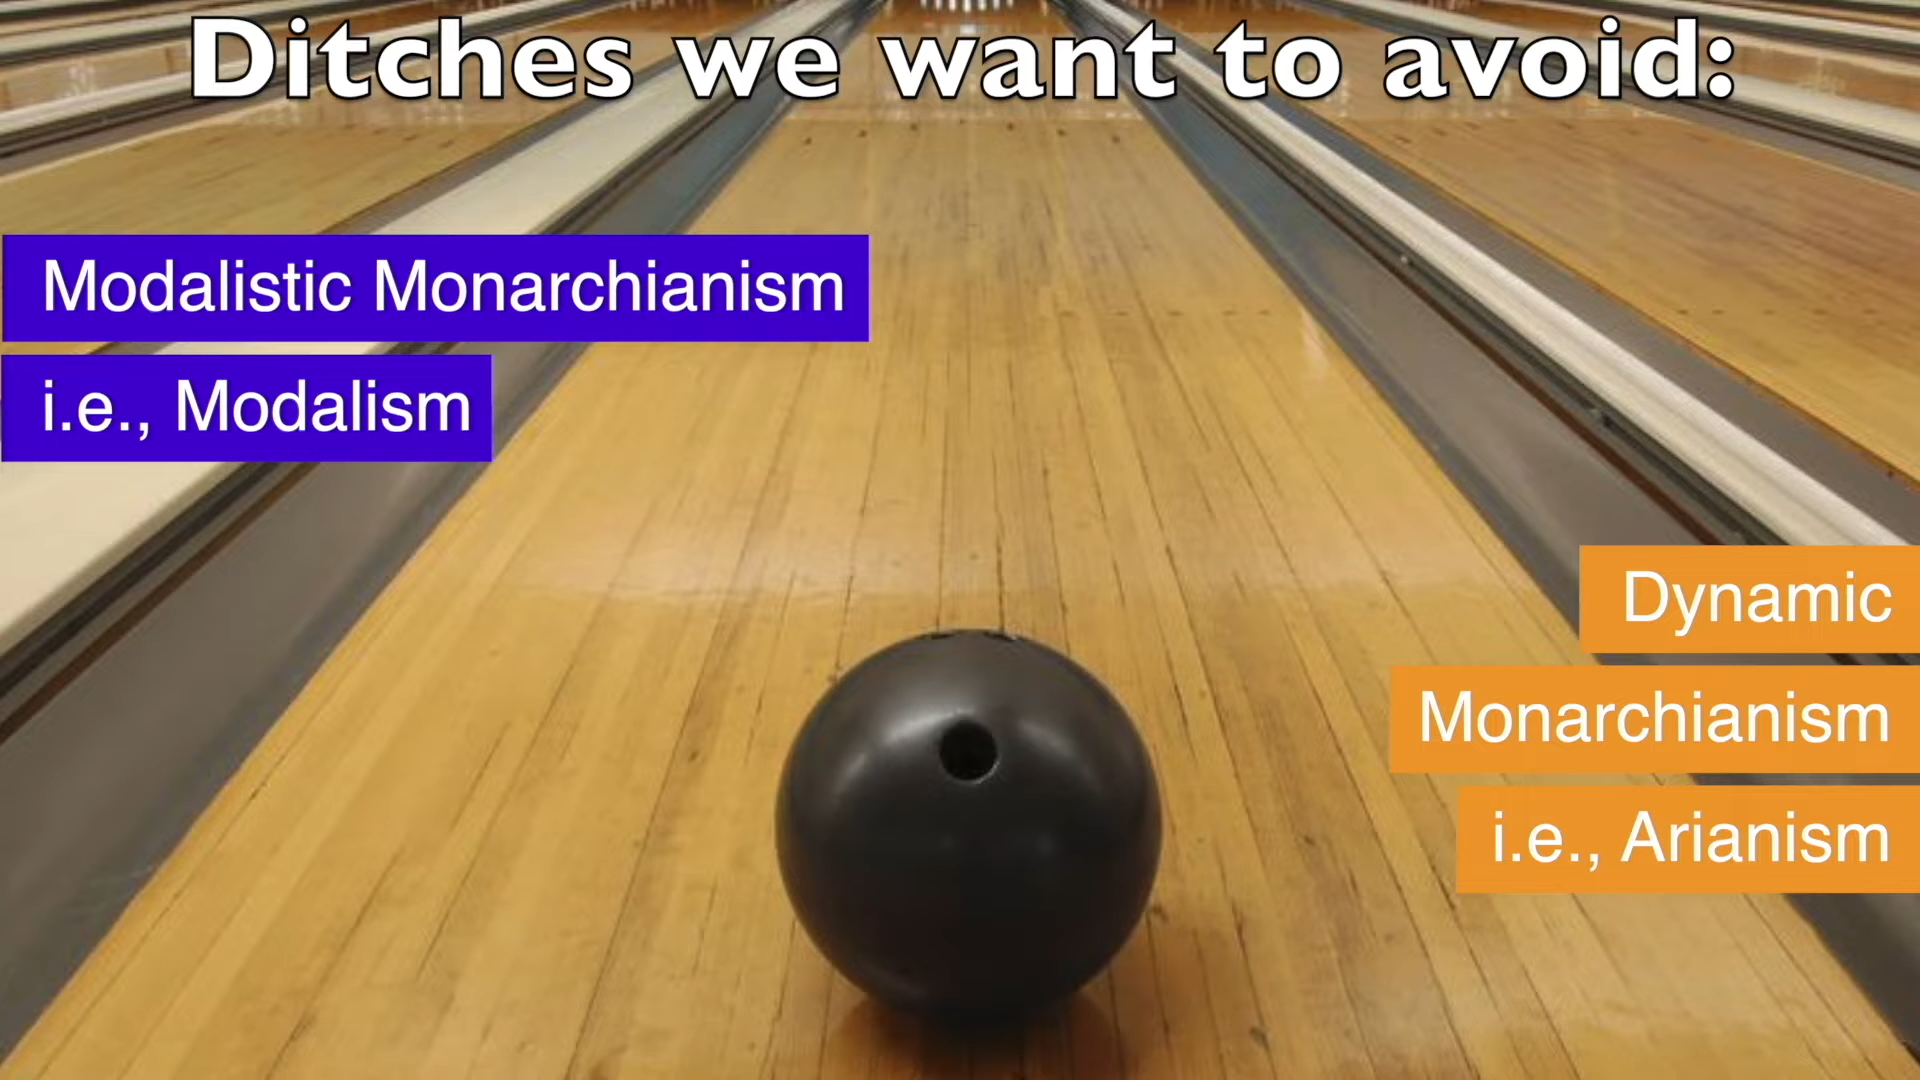 Ditches we want to avoid:
Modalistic Monarchianism
i.e., Modalism
Dynamic
Monarchianism
i.e., Arianism